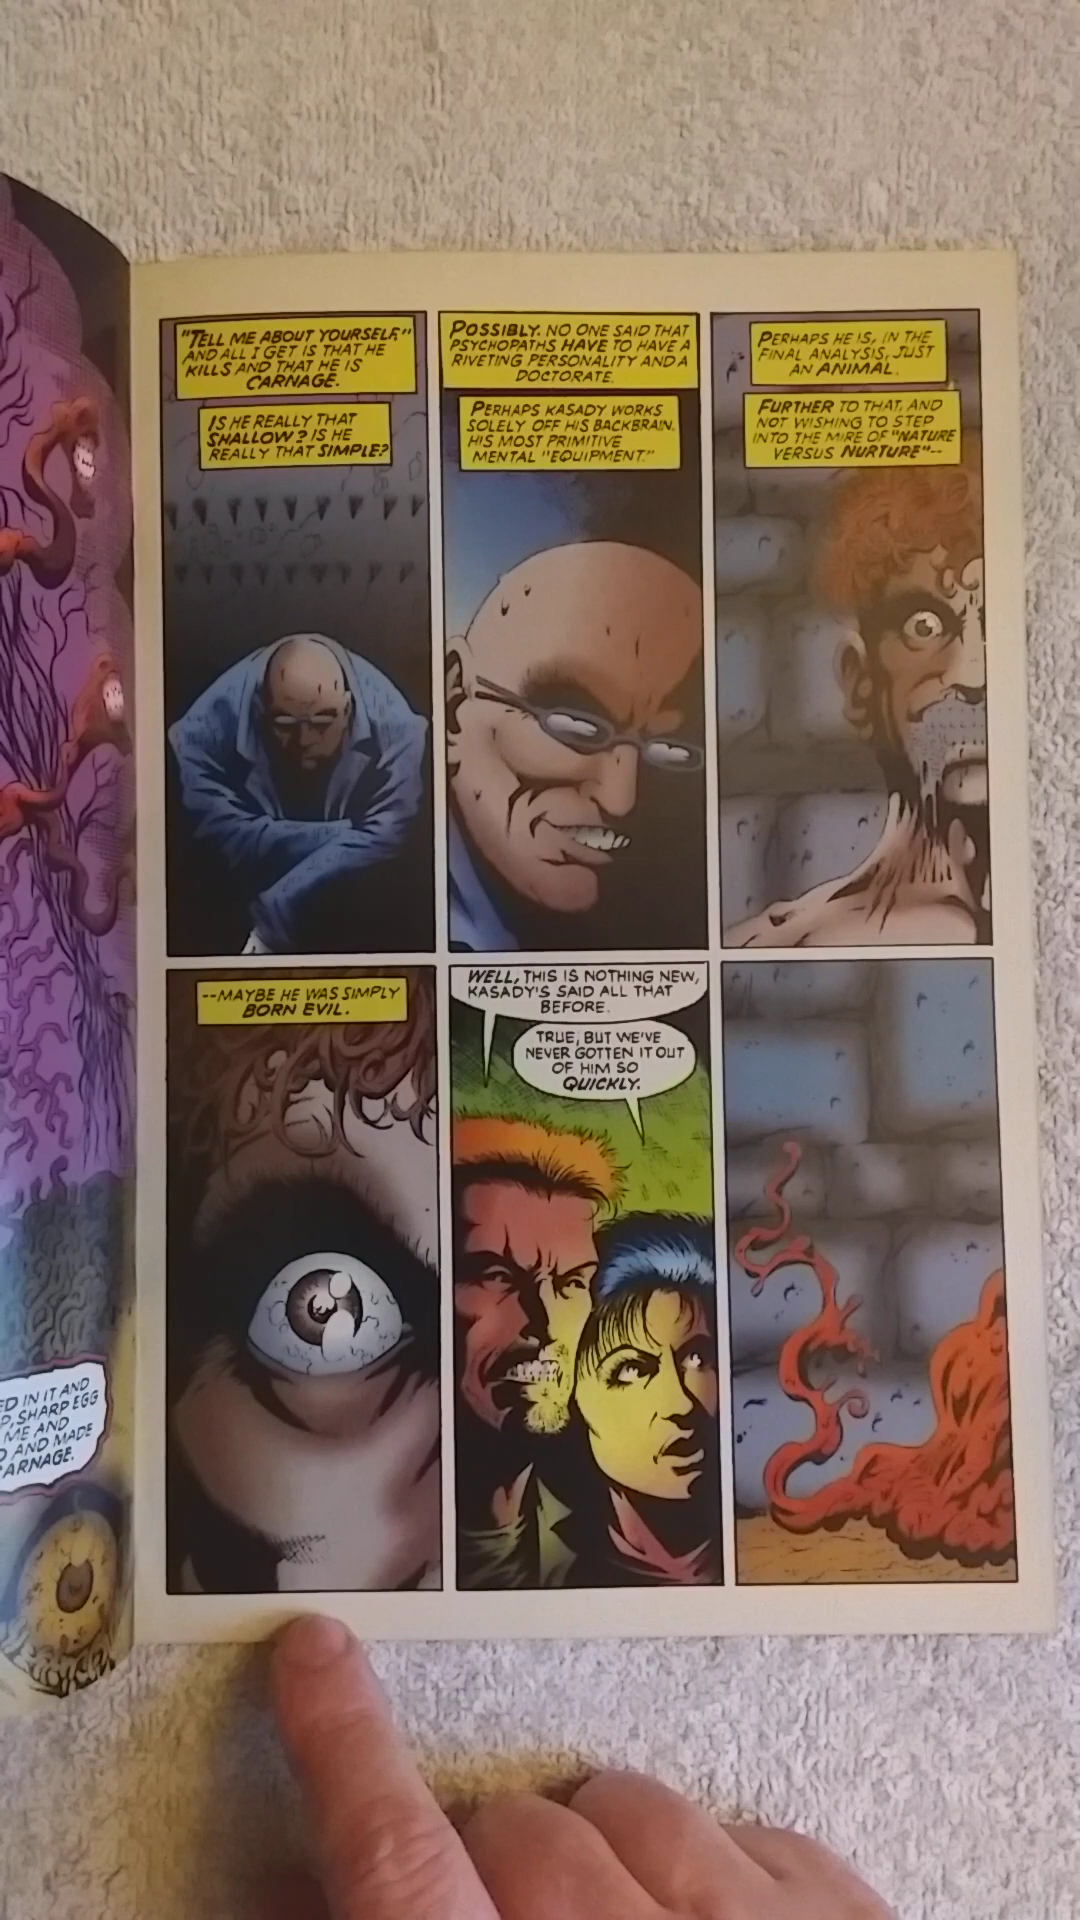 "TELL ME ABOUT YOURSELF,"
AND ALL I GET IS THAT HE
KILLS AND THAT HE IS
CARNAGE.
IS HE REALLY THAT
SHALLOW? IS HE
REALLY THAT SIMPLE?
POSSIBLY. NO ONE SAID THAT
PSYCHOPATHS HAVE TO HAVE A
RIVETING PERSONALITY AND A
DOCTORATE.
PERHAPS KASADY WORKS
SOLELY OFF HIS BACKBRAIN.
HIS MOST PRIMITIVE
MENTAL "EQUIPMENT."
PERHAPS HE IS, IN THE
FINAL ANALYSIS, JUST
AN ANIMAL.
FURTHER TO THAT, AND
NOT WISHING TO STEP
INTO THE MIRE OF "NATURE
VERSUS NURTURE"--
--MAYBE HE WAS SIMPLY
BORN EVIL.
WELL, THIS IS NOTHING NEW,
KASADY'S SAID ALL THAT
BEFORE.
TRUE, BUT WE'VE
NEVER GOTTEN IT OUT
OF HIM SO
QUICKLY.
IN IT AND
SHARP EGG
ME AND
AND MADE
CARNAGE.